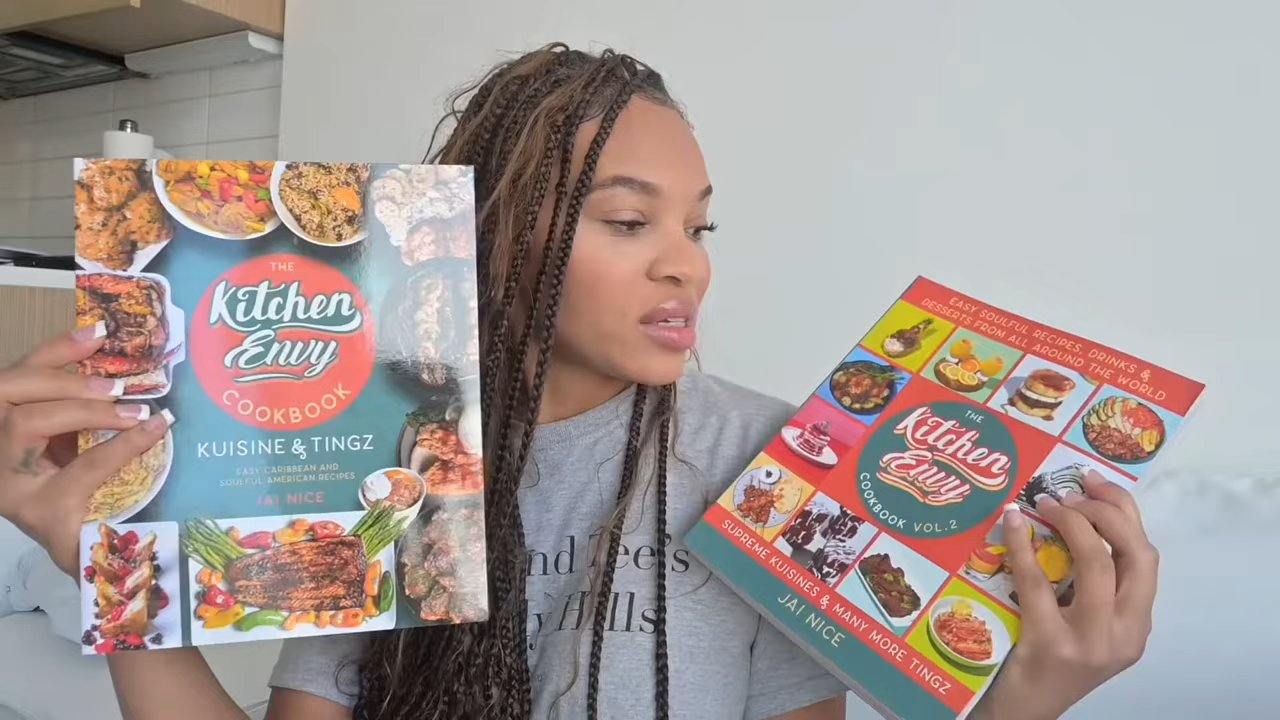 THE
Kitchen
Envy
COOKBOOK
KUISINE & TINGZ
EASY CARIBBEAN AND
SOULFUL AMERICAN RECIPES
JAI NICE
EASY SOULFUL RECIPES, DRINKS &
DESSERTS FROM ALL AROUND THE WORLD
THE
Kitchen
Envy
COOKBOOK VOL.2
SUPREME KUISINES & MANY MORE TINGZ
JAI NICE
Hills